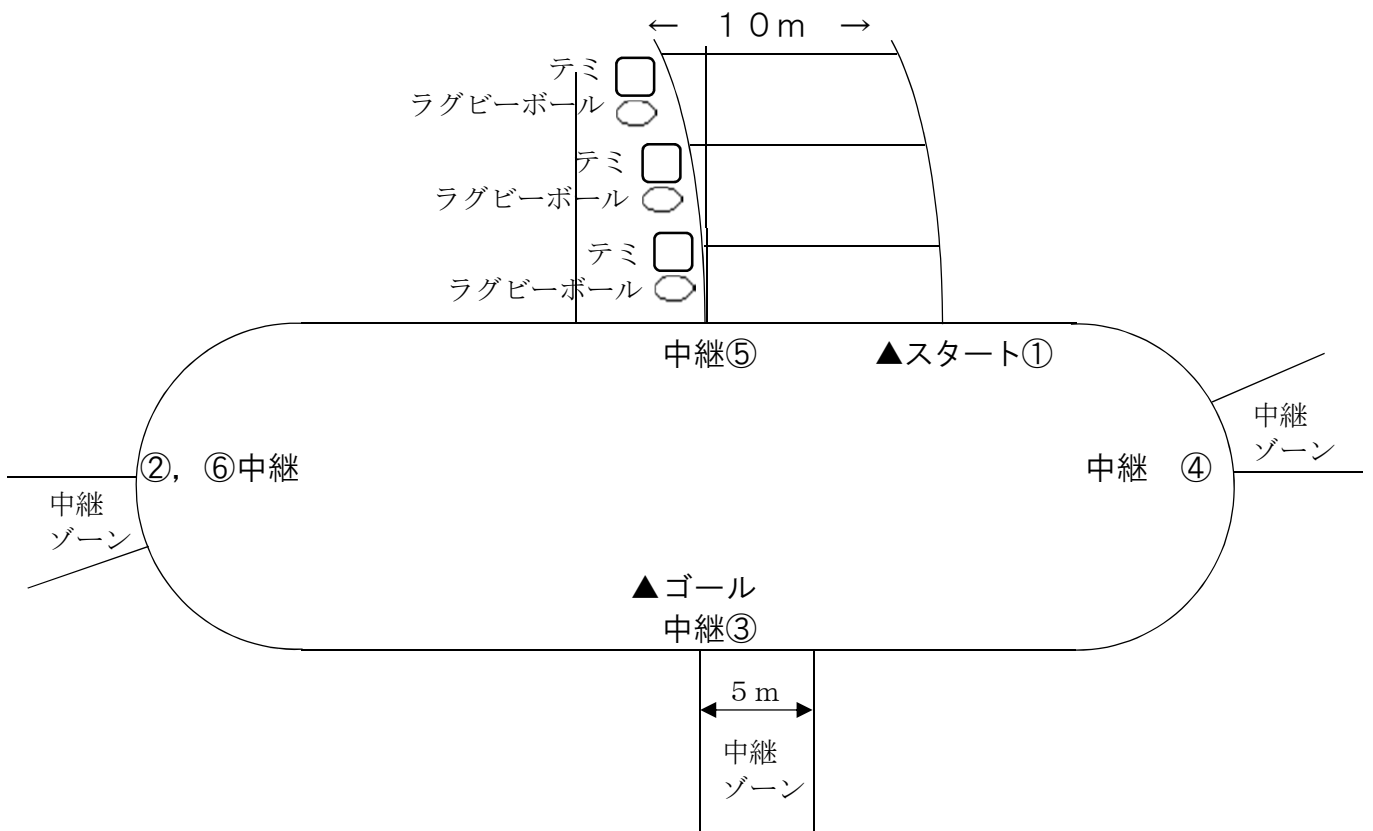 ← 10m →
テミ
ラグビーボール
テミ
ラグビーボール
テミ
ラグビーボール
中継⑤ ▲スタート①
中継
ゾーン
②，⑥中継
中継 ④
中継
ゾーン
▲ゴール
中継③
5m
中継
ゾーン